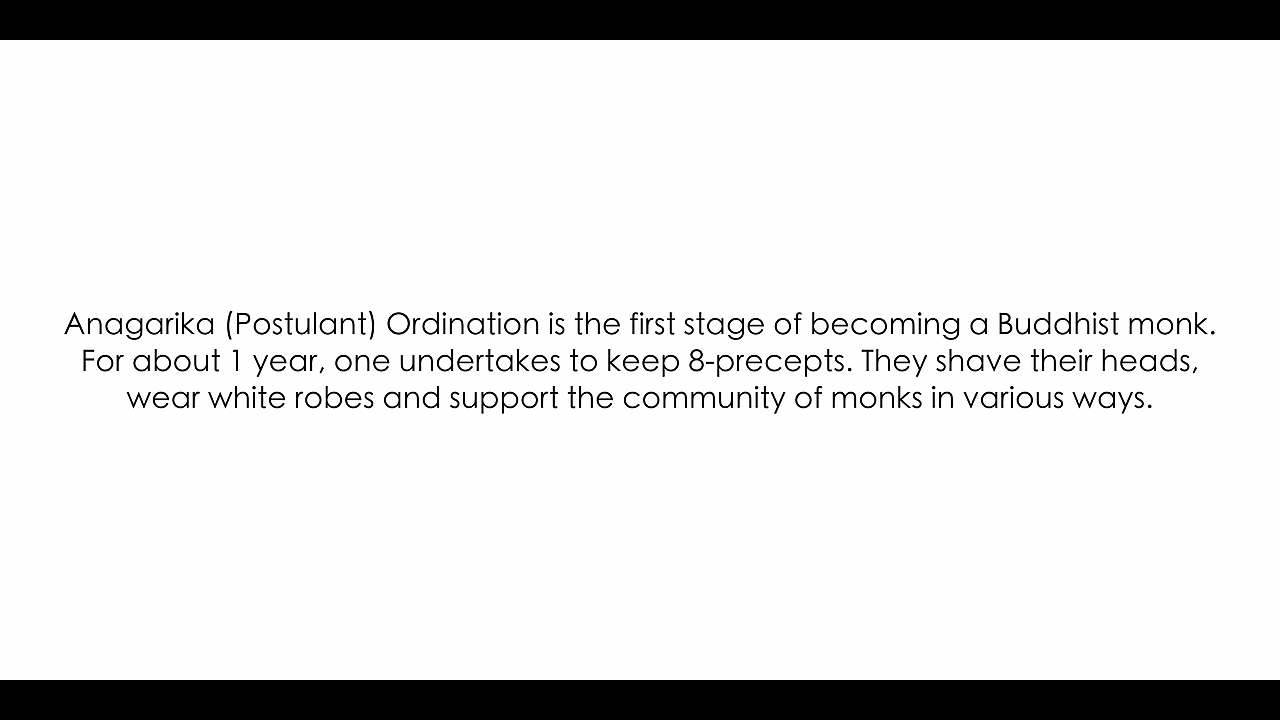 Anagarika (Postulant) Ordination is the first stage of becoming a Buddhist monk.
For about 1 year, one undertakes to keep 8-precepts. They shave their heads,
wear white robes and support the community of monks in various ways.